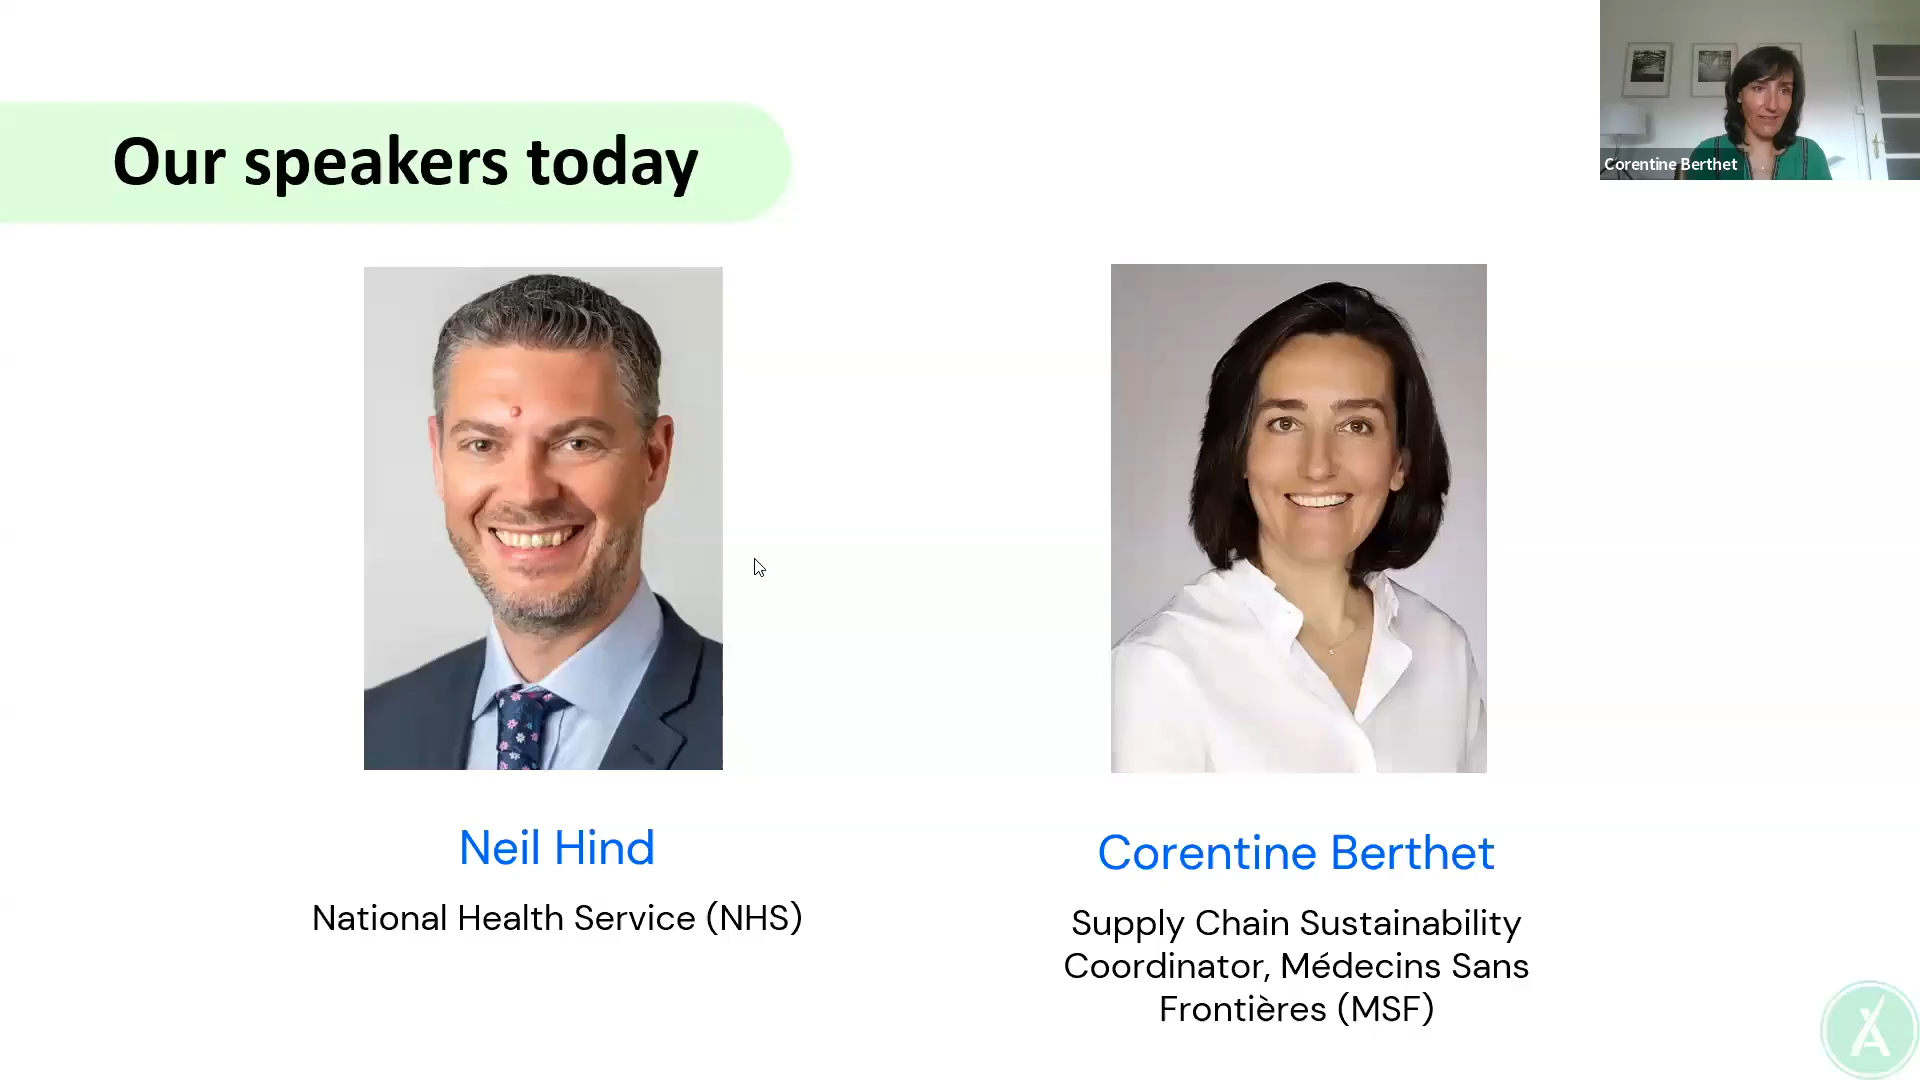 Our speakers today
Corentine Berthet
Neil Hind
National Health Service (NHS)
Corentine Berthet
Supply Chain Sustainability
Coordinator, Médecins Sans
Frontières (MSF)